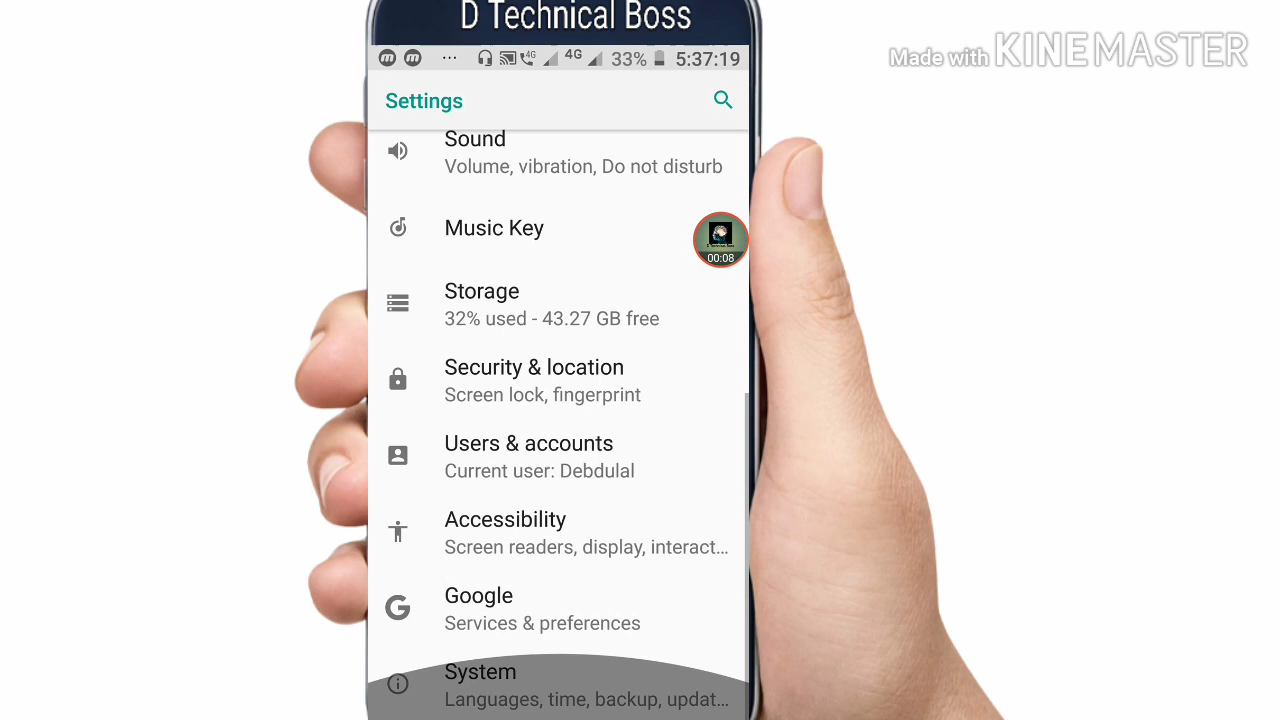 D Technical Boss
Made with KINEMASTER
... 4G 4G 33% 5:37:19
Settings
Sound
Volume, vibration, Do not disturb
Music Key
00:08
Storage
32% used - 43.27 GB free
Security & location
Screen lock, fingerprint
Users & accounts
Current user: Debdulal
Accessibility
Screen readers, display, interact...
Google
Services & preferences
System
Languages, time, backup, updat...